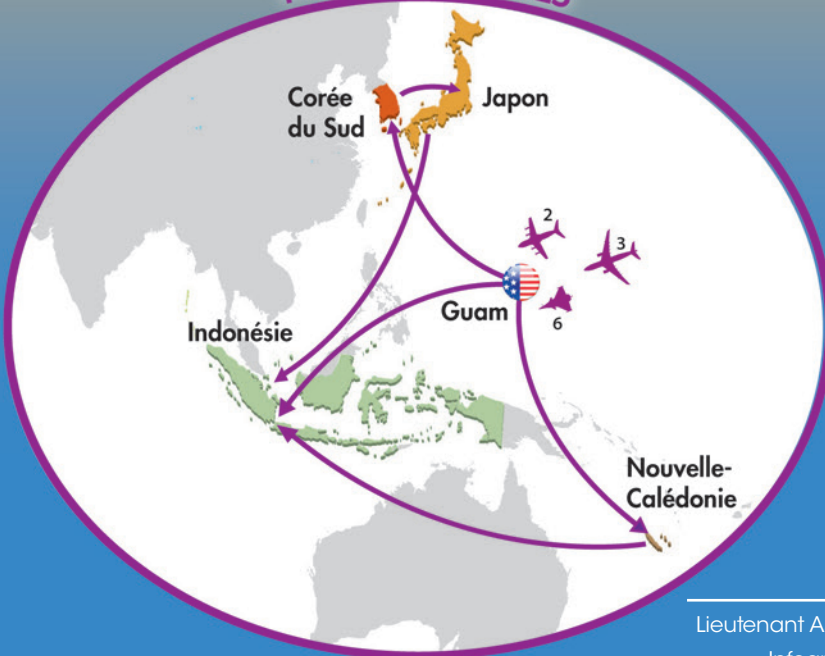 Corée
du Sud
Japon
2
3
Guam
6
Indonésie
Nouvelle-
Calédonie
Lieutenant A